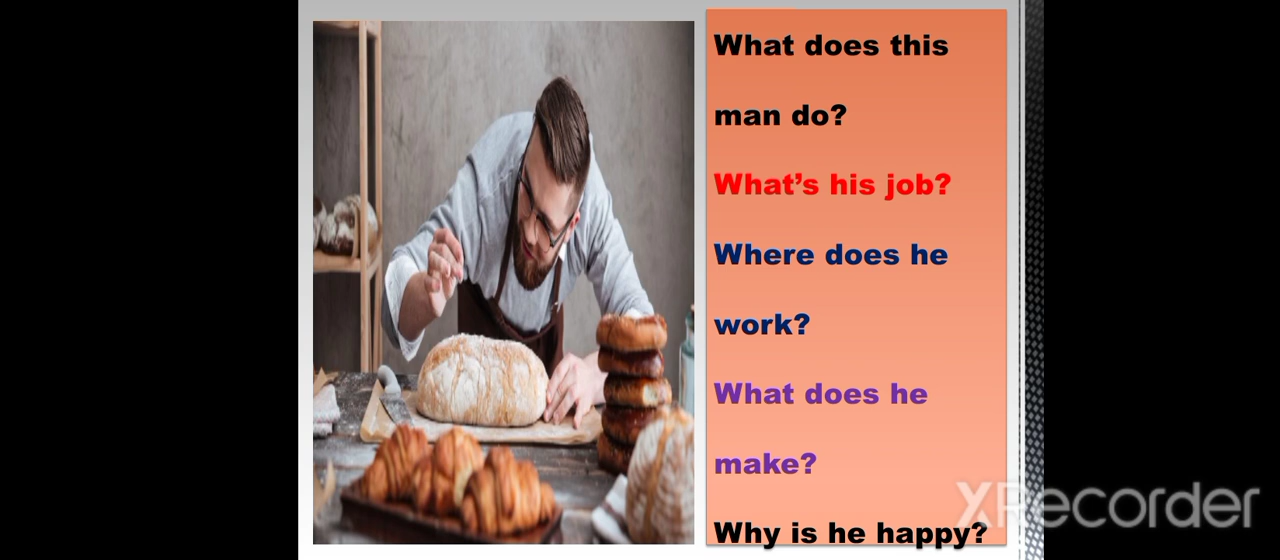 What does this
man do?
What's his job?
Where does he
work?
What does he
make?
Why is he happy?
XRecorder